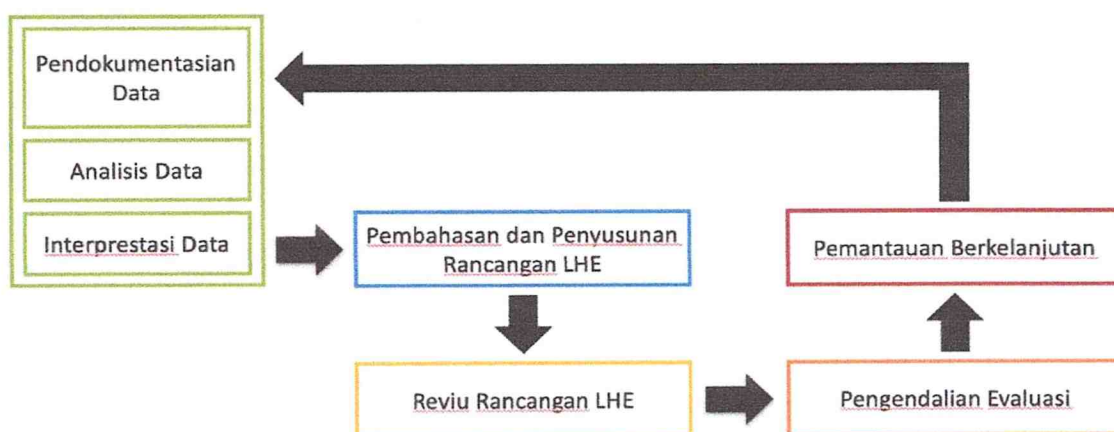 Pendokumentasian
Data
Analisis Data
Interprestasi Data
Pembahasan dan Penyusunan
Rancangan LHE
Pemantauan Berkelanjutan
Reviu Rancangan LHE
Pengendalian Evaluasi